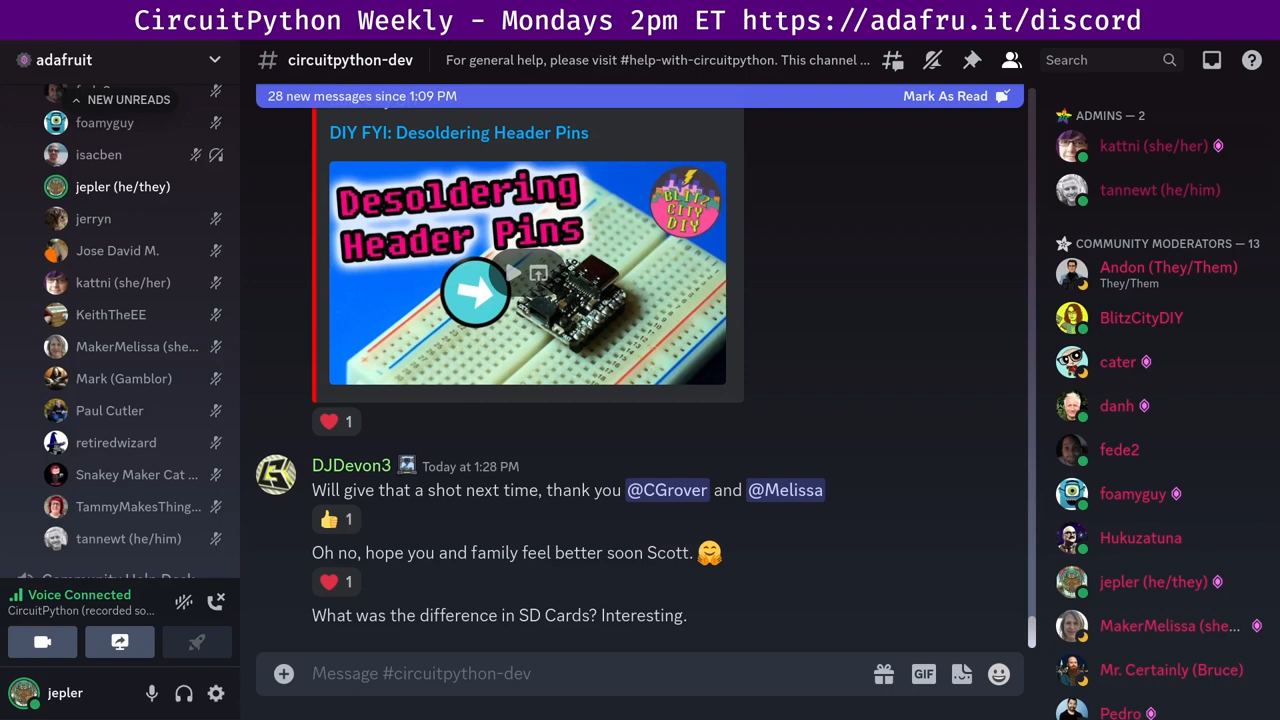 CircuitPython Weekly - Mondays 2pm ET https://adafru.it/discord
adafruit
NEW UNREADS
foamyguy
isacben
jepler (he/they)
jerryn
Jose David M.
kattni (she/her)
KeithTheEE
MakerMelissa (she...
Mark (Gamblor)
Paul Cutler
retiredwizard
Snakey Maker Cat ...
TammyMakesThing...
tannewt (he/him)
Voice Connected
CircuitPython (recorded so...
jepler
# circuitpython-dev
For general help, please visit #help-with-circuitpython. This channel ...
Search
28 new messages since 1:09 PM
Mark As Read
DIY FYI: Desoldering Header Pins
Desoldering
Header Pins
BLITZ
CITY
DIY
1
DJDevon3 Today at 1:28 PM
Will give that a shot next time, thank you @CGrover and @Melissa
1
Oh no, hope you and family feel better soon Scott.
1
What was the difference in SD Cards? Interesting.
Message #circuitpython-dev
GIF
ADMINS — 2
kattni (she/her)
tannewt (he/him)
COMMUNITY MODERATORS — 13
Andon (They/Them)
They/Them
BlitzCityDIY
cater
danh
fede2
foamyguy
Hukuzatuna
jepler (he/they)
MakerMelissa (she...
Mr. Certainly (Bruce)
Pedro